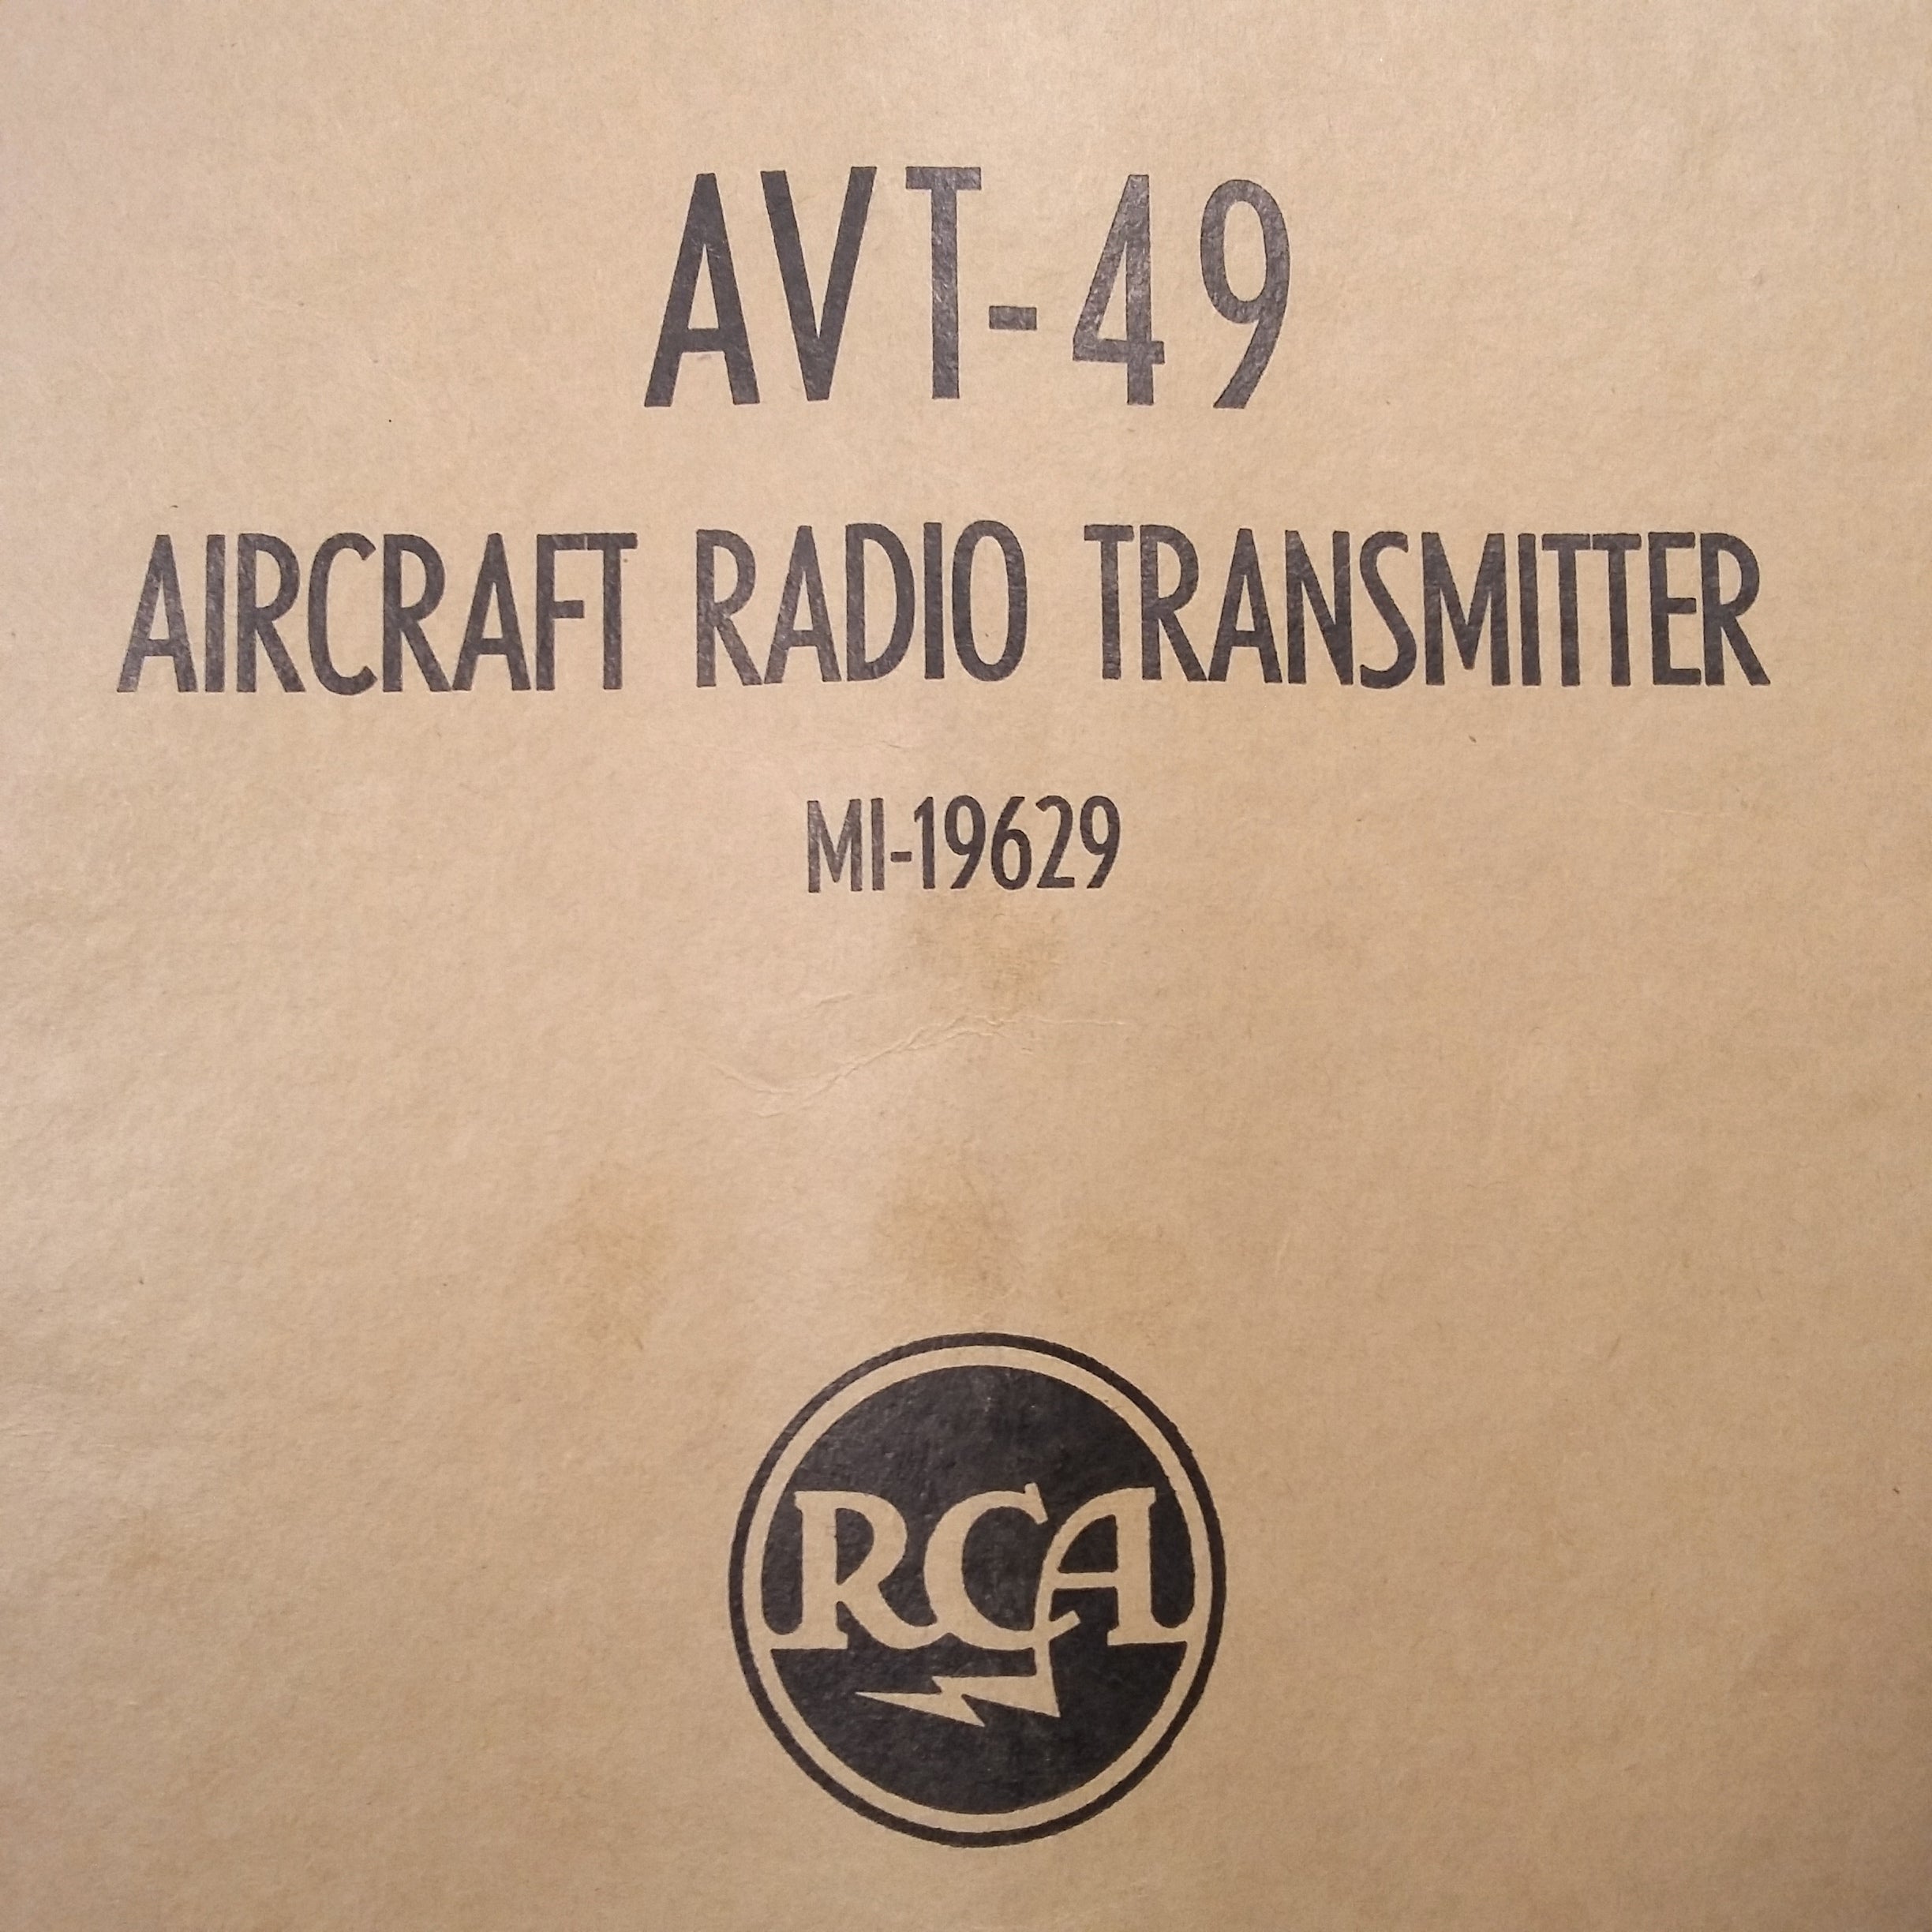 AVT-49
AIRCRAFT RADIO TRANSMITTER
MI-19629
RCA